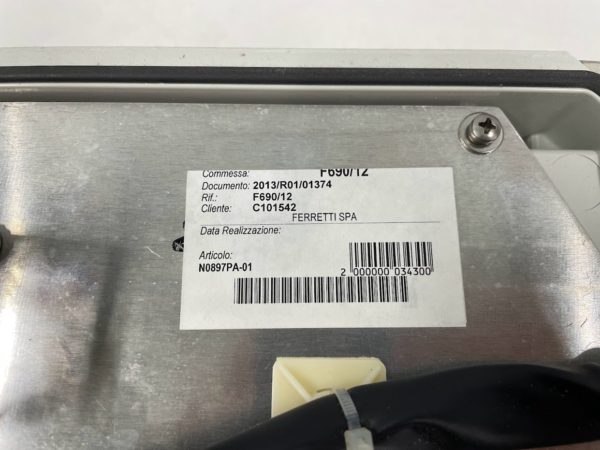 Commessa: F690/12
Documento: 2013/R01/01374
Rif.: F690/12
Cliente: C101542
FERRETTI SPA
Data Realizzazione:
Articolo:
N0897PA-01
2 000000 034300